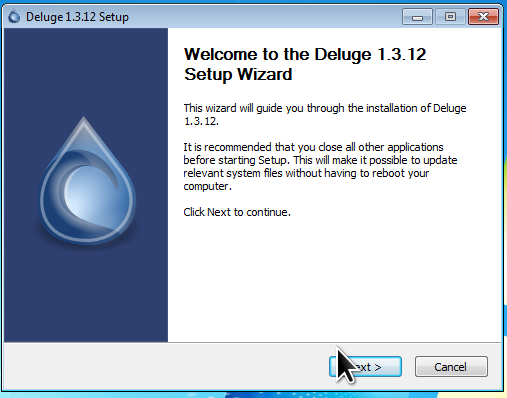 Deluge 1.3.12 Setup
Welcome to the Deluge 1.3.12
Setup Wizard
This wizard will guide you through the installation of Deluge
1.3.12.
It is recommended that you close all other applications
before starting Setup. This will make it possible to update
relevant system files without having to reboot your
computer.
Click Next to continue.
ext >
Cancel